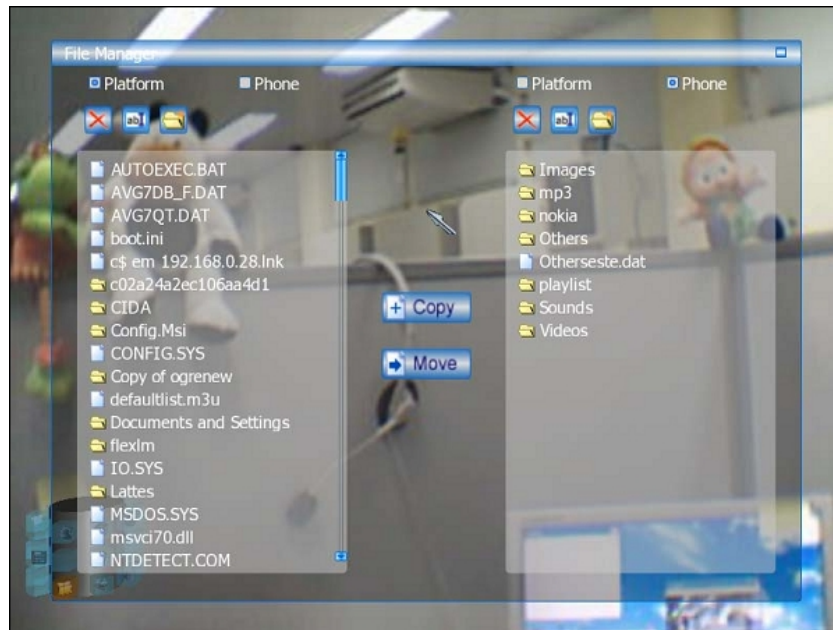 File Manager
Platform Phone Platform Phone
abI abI
AUTOEXEC.BAT
AVG7DB_F.DAT
AVG7QT.DAT
boot.ini
c$ em 192.168.0.28.lnk
c02a24a2ec106aa4d1
CIDA
Config.Msi
CONFIG.SYS
Copy of ogrenew
defaultlist.m3u
Documents and Settings
flexlm
IO.SYS
Lattes
MSDOS.SYS
msvci70.dll
NTDETECT.COM
Copy
Move
Images
mp3
nokia
Others
Otherseste.dat
playlist
Sounds
Videos